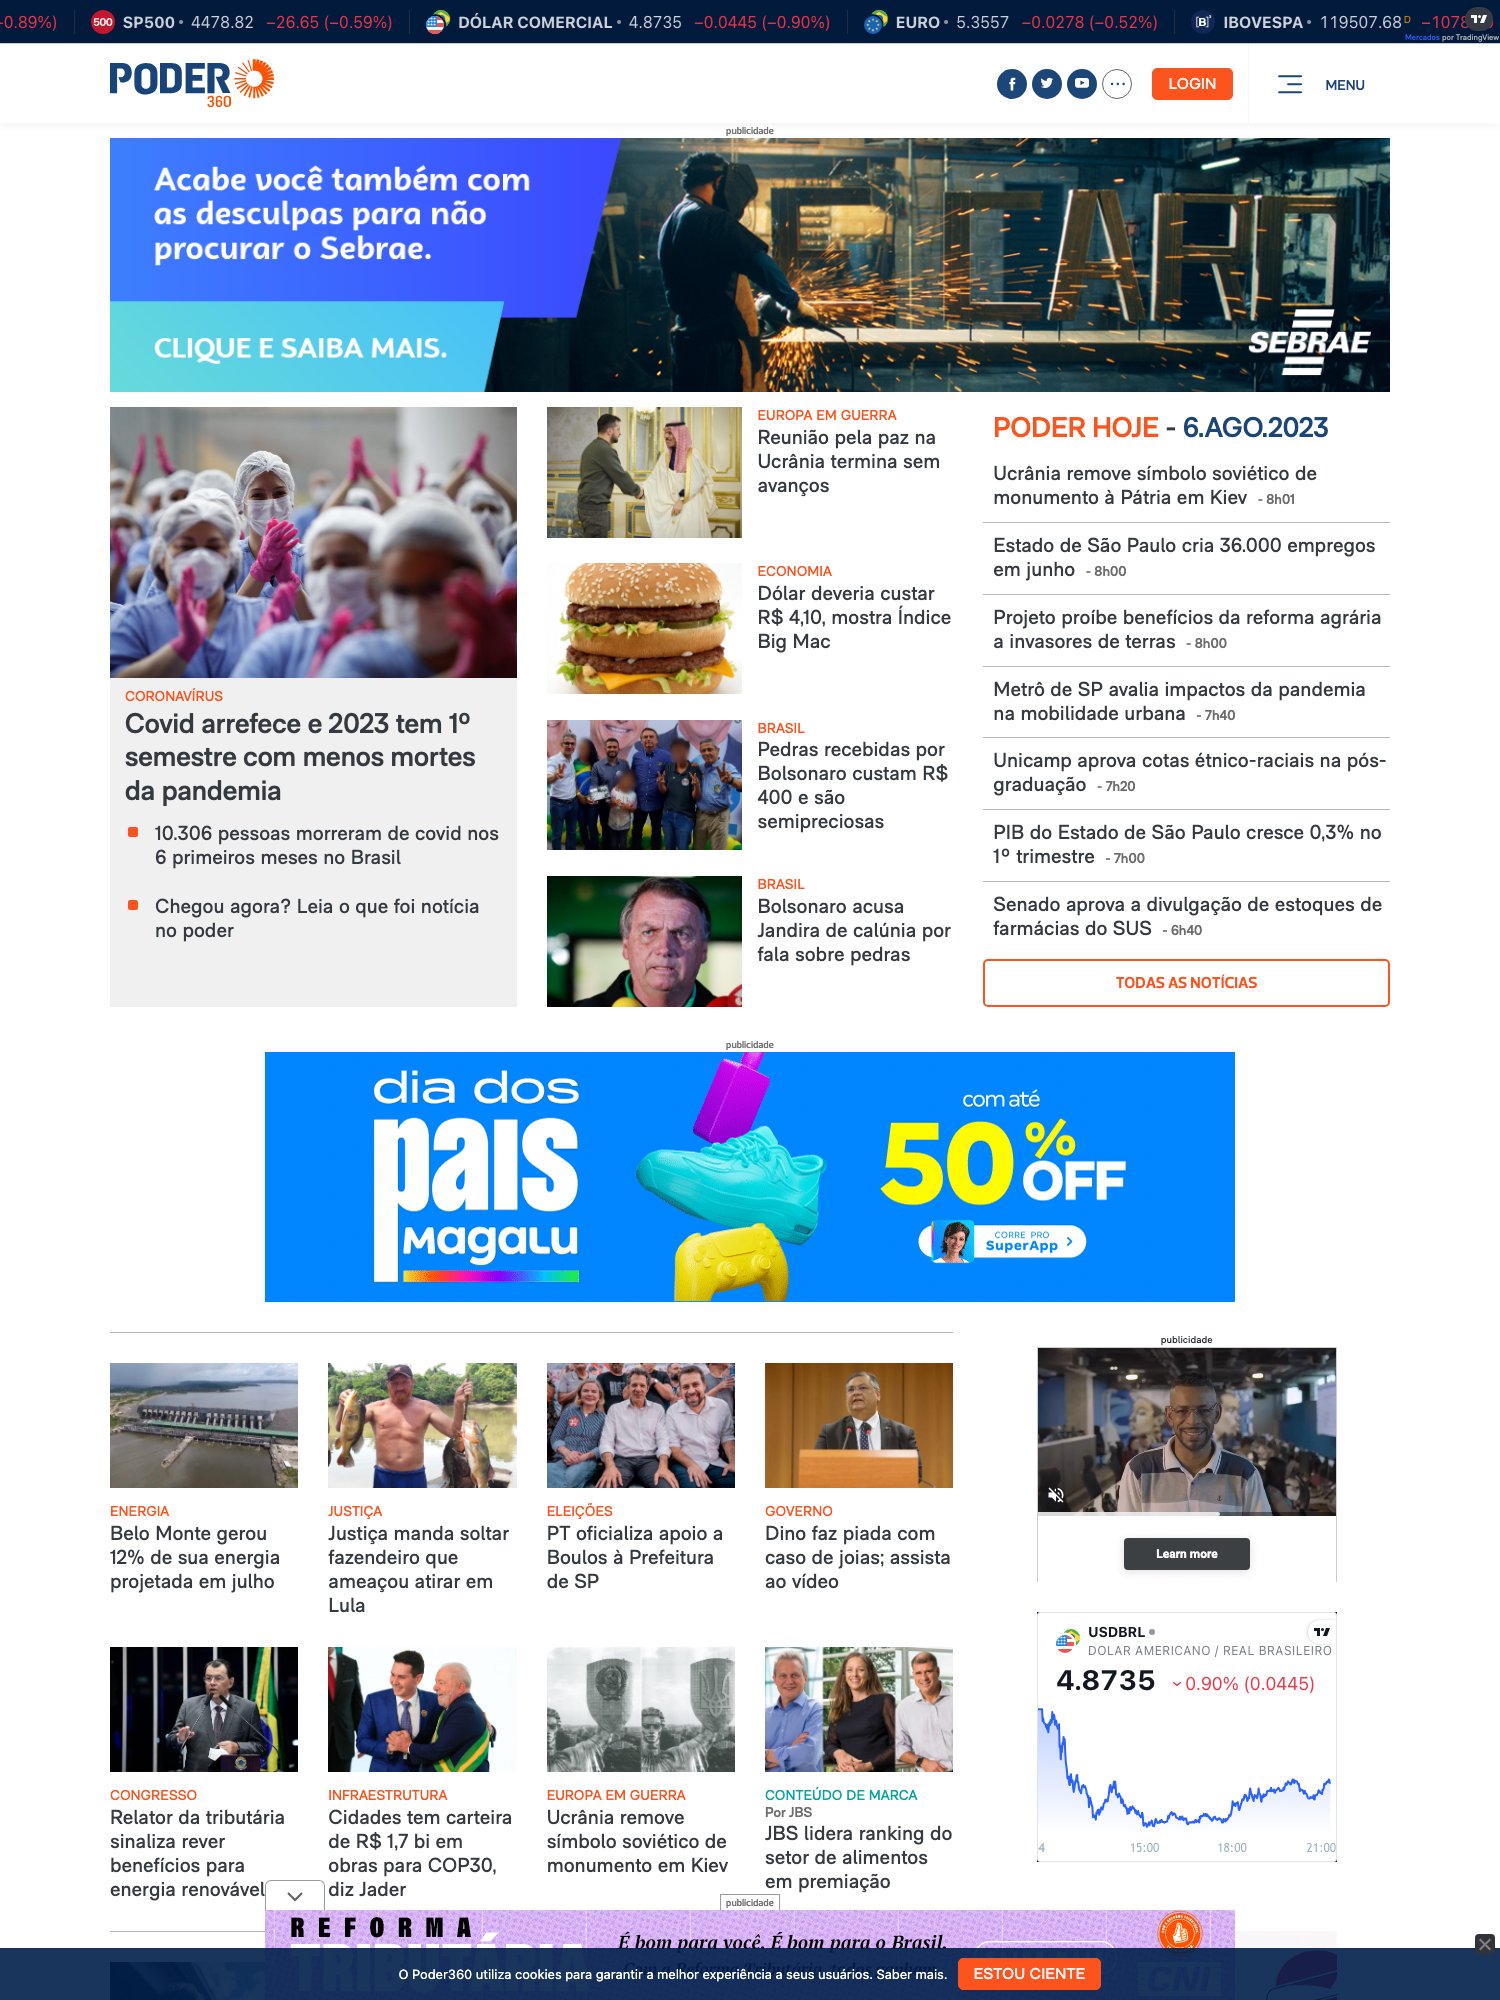 -0.89%)
500 SP500 • 4478.82 −26.65 (−0.59%)
DÓLAR COMERCIAL • 4.8735 −0.0445 (−0.90%)
EURO • 5.3557 −0.0278 (−0.52%)
[B]³ IBOVESPA • 119507.68 D −1078
Mercados por TradingView
PODER
360
LOGIN
MENU
publicidade
Acabe você também com
as desculpas para não
procurar o Sebrae.
CLIQUE E SAIBA MAIS.
SEBRAE
CORONAVÍRUS
Covid arrefece e 2023 tem 1º
semestre com menos mortes
da pandemia
10.306 pessoas morreram de covid nos
6 primeiros meses no Brasil
Chegou agora? Leia o que foi notícia
no poder
EUROPA EM GUERRA
Reunião pela paz na
Ucrânia termina sem
avanços
ECONOMIA
Dólar deveria custar
R$ 4,10, mostra Índice
Big Mac
BRASIL
Pedras recebidas por
Bolsonaro custam R$
400 e são
semipreciosas
BRASIL
Bolsonaro acusa
Jandira de calúnia por
fala sobre pedras
PODER HOJE - 6.AGO.2023
Ucrânia remove símbolo soviético de
monumento à Pátria em Kiev - 8h01
Estado de São Paulo cria 36.000 empregos
em junho - 8h00
Projeto proíbe benefícios da reforma agrária
a invasores de terras - 8h00
Metrô de SP avalia impactos da pandemia
na mobilidade urbana - 7h40
Unicamp aprova cotas étnico-raciais na pós-
graduação - 7h20
PIB do Estado de São Paulo cresce 0,3% no
1º trimestre - 7h00
Senado aprova a divulgação de estoques de
farmácias do SUS - 6h40
TODAS AS NOTÍCIAS
publicidade
dia dos
pais
magalu
com até
50% OFF
CORRE PRO
SuperApp
ENERGIA
Belo Monte gerou
12% de sua energia
projetada em julho
JUSTIÇA
Justiça manda soltar
fazendeiro que
ameaçou atirar em
Lula
ELEIÇÕES
PT oficializa apoio a
Boulos à Prefeitura
de SP
GOVERNO
Dino faz piada com
caso de joias; assista
ao vídeo
publicidade
Learn more
USDBRL
DOLAR AMERICANO / REAL BRASILEIRO
4.8735 0.90% (0.0445)
4 15:00 18:00 21:00
CONGRESSO
Relator da tributária
sinaliza rever
benefícios para
energia renovável
INFRAESTRUTURA
Cidades tem carteira
de R$ 1,7 bi em
obras para COP30,
diz Jader
EUROPA EM GUERRA
Ucrânia remove
símbolo soviético de
monumento em Kiev
CONTEÚDO DE MARCA
Por JBS
JBS lidera ranking do
setor de alimentos
em premiação
publicidade
REFORMA
TRIBUTÁRIA
É bom para você. É bom para o Brasil.
CNI
O Poder360 utiliza cookies para garantir a melhor experiência a seus usuários. Saber mais.
ESTOU CIENTE